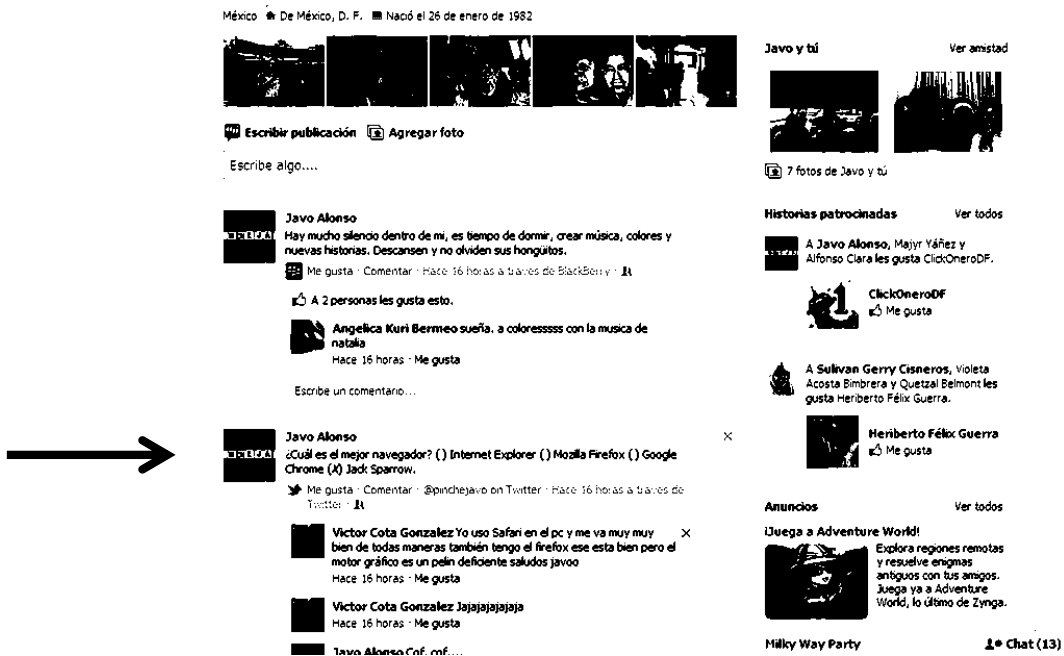 México De México, D. F. Nació el 26 de enero de 1982
Escribir publicación Agregar foto
Escribe algo....
Javo Alonso
Hay mucho silencio dentro de mi, es tiempo de dormir, crear música, colores y
nuevas historias. Descansen y no olviden sus hongüitos.
Me gusta · Comentar · Hace 16 horas a través de BlackBerry ·
A 2 personas les gusta esto.
Angelica Kuri Bermeo sueña. a coloresssss con la musica de
natalia
Hace 16 horas · Me gusta
Escribe un comentario...
Javo Alonso
¿Cuál es el mejor navegador? ( ) Internet Explorer ( ) Mozilla Firefox ( ) Google
Chrome (X) Jack Sparrow.
Me gusta · Comentar · @pinchejavo on Twitter · Hace 16 horas a través de
Twitter ·
Victor Cota Gonzalez Yo uso Safari en el pc y me va muy muy
bien de todas maneras también tengo el firefox ese esta bien pero el
motor gráfico es un pelin deficiente saludos javoo
Hace 16 horas · Me gusta
Victor Cota Gonzalez Jajajajajajaja
Hace 16 horas · Me gusta
Javo Alonso Cof, cof....
Javo y tú Ver amistad
7 fotos de Javo y tú
Historias patrocinadas Ver todos
A Javo Alonso, Majyr Yáñez y
Alfonso Clara les gusta ClickOneroDF.
ClickOneroDF
Me gusta
A Sulivan Gerry Cisneros, Violeta
Acosta Bimbrera y Quetzal Belmont les
gusta Heriberto Félix Guerra.
Heriberto Félix Guerra
Me gusta
Anuncios Ver todos
¡Juega a Adventure World!
Explora regiones remotas
y resuelve enigmas
antiguos con tus amigos.
Juega ya a Adventure
World, lo último de Zynga.
Milky Way Party
Chat (13)